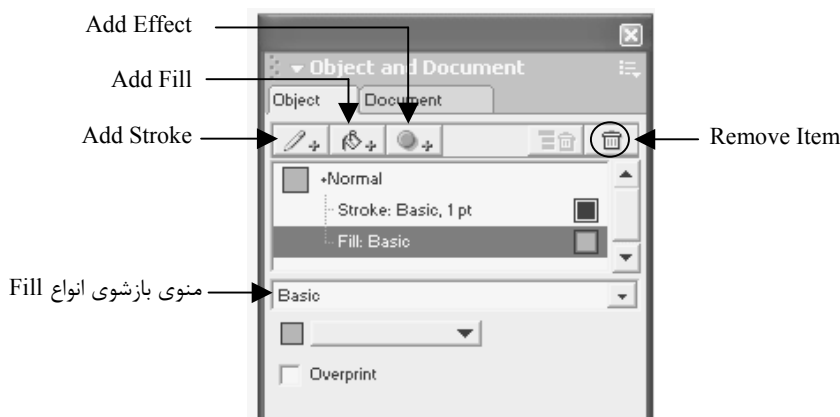 Add Effect
Add Fill
Add Stroke
Remove Item
منوی بازشوی انواع Fill
Object and Document
Object
Document
+Normal
Stroke: Basic, 1 pt
Fill: Basic
Basic
Overprint